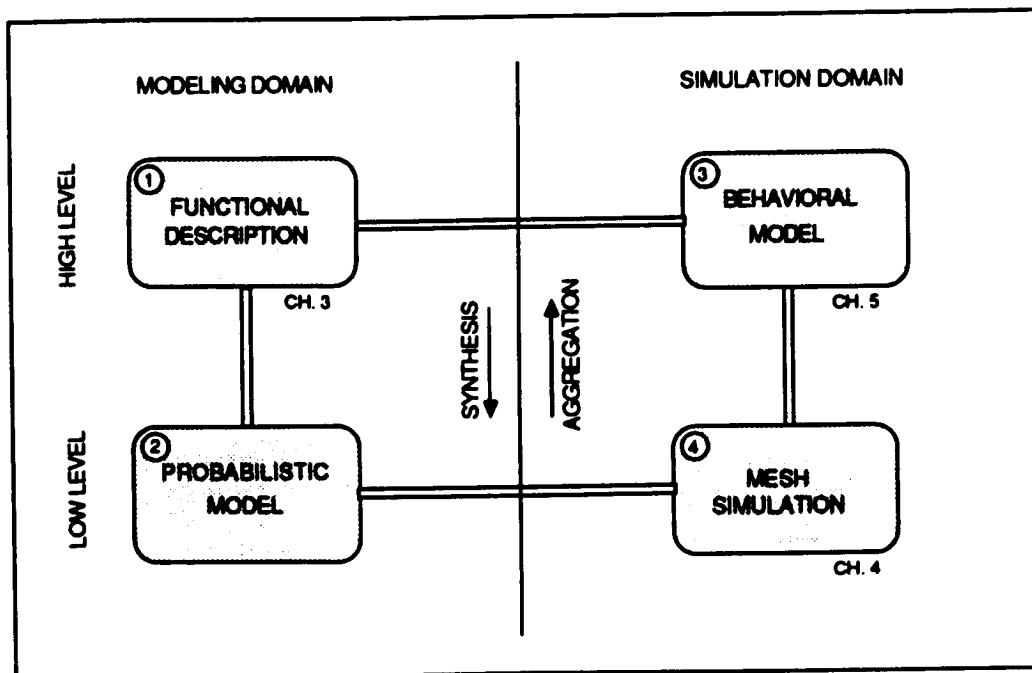 MODELING DOMAIN
SIMULATION DOMAIN
HIGH LEVEL
1
FUNCTIONAL
DESCRIPTION
CH. 3
3
BEHAVIORAL
MODEL
CH. 5
SYNTHESIS
AGGREGATION
LOW LEVEL
2
PROBABILISTIC
MODEL
4
MESH
SIMULATION
CH. 4